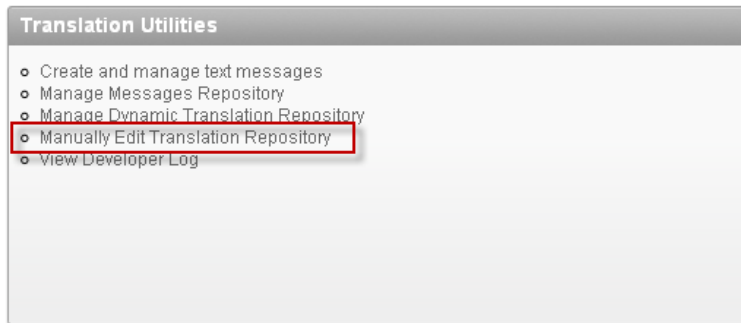 Translation Utilities
Create and manage text messages
Manage Messages Repository
Manage Dynamic Translation Repository
Manually Edit Translation Repository
View Developer Log